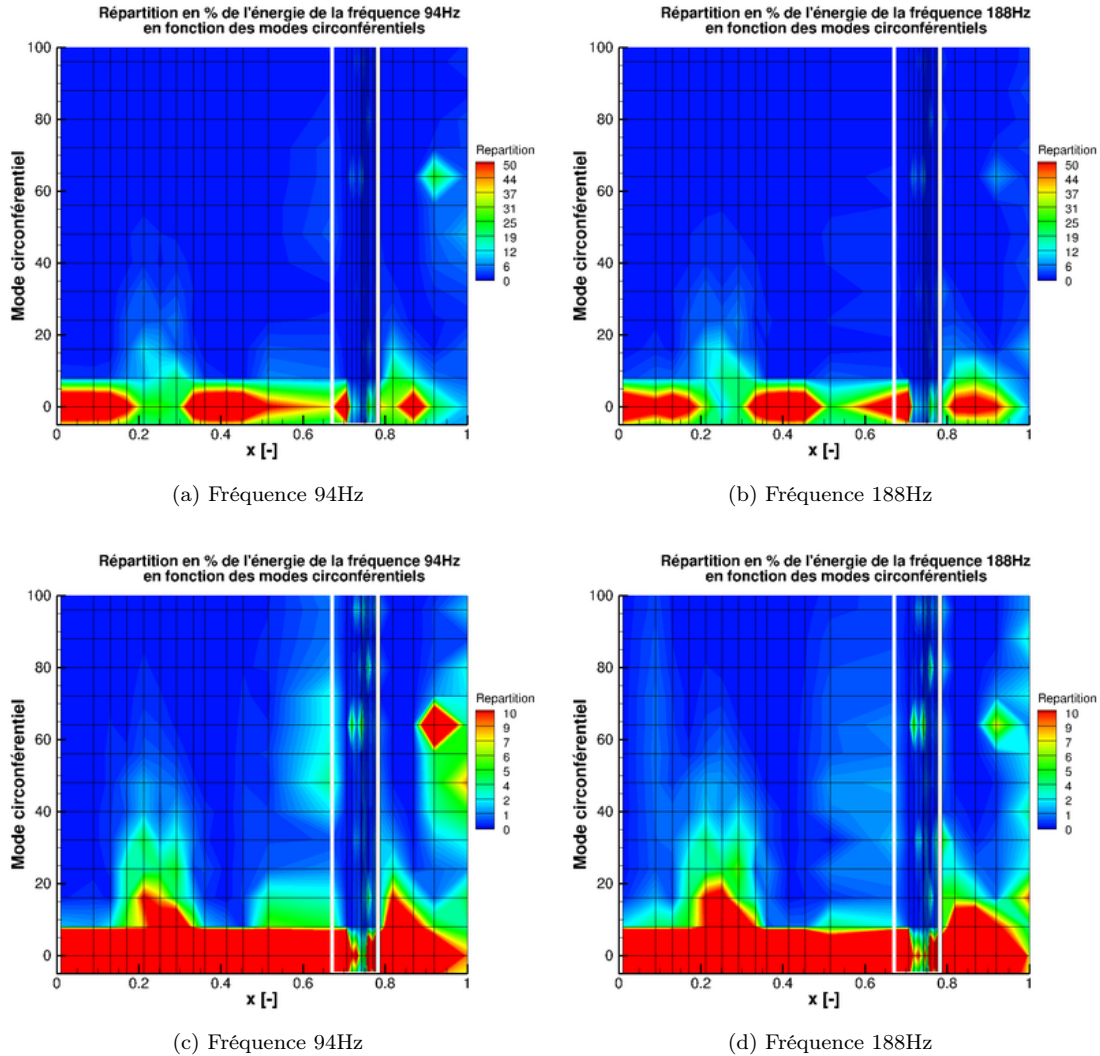 Répartition en % de l'énergie de la fréquence 94Hz
en fonction des modes circonférentiels
Mode circonférentiel
100
80
60
40
20
0
0 0.2 0.4 0.6 0.8 1
x [-]
Repartition
50
44
37
31
25
19
12
6
0
(a) Fréquence 94Hz
Répartition en % de l'énergie de la fréquence 188Hz
en fonction des modes circonférentiels
Mode circonférentiel
100
80
60
40
20
0
0 0.2 0.4 0.6 0.8 1
x [-]
Repartition
50
44
37
31
25
19
12
6
0
(b) Fréquence 188Hz
Répartition en % de l'énergie de la fréquence 94Hz
en fonction des modes circonférentiels
Mode circonférentiel
100
80
60
40
20
0
0 0.2 0.4 0.6 0.8 1
x [-]
Repartition
10
9
7
6
5
4
2
1
0
(c) Fréquence 94Hz
Répartition en % de l'énergie de la fréquence 188Hz
en fonction des modes circonférentiels
Mode circonférentiel
100
80
60
40
20
0
0 0.2 0.4 0.6 0.8 1
x [-]
Repartition
10
9
7
6
5
4
2
1
0
(d) Fréquence 188Hz